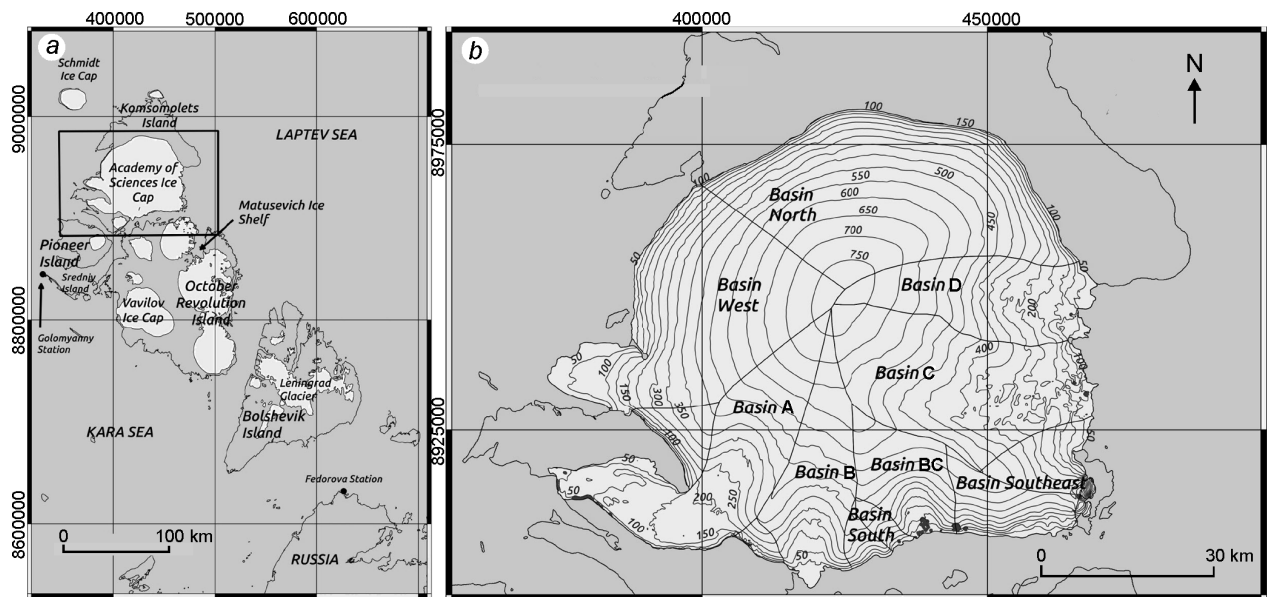 400000 500000 600000
a
Schmidt
Ice Cap
Komsomolets
Island
9000000
LAPTEV SEA
Academy of
Sciences Ice
Cap
Matusevich Ice
Shelf
Pioneer
Island
Sredniy
Island
October
Revolution
Island
Vavilov
Ice Cap
8800000
Golomyanny
Station
Leningrad
Glacier
Bolshevik
Island
KARA SEA
Fedorova Station
8600000
0 100 km
RUSSIA
400000 450000
b
N
100
150
8975000
100
550
500
Basin
North
600
650
450
100
700
50
750
50
Basin
West
Basin D
200
50
100
400
100
Basin C
150
300
350
Basin A
8925000
100
50
50
Basin B
Basin BC
Basin Southeast
50
200
250
100
150
Basin
South
50
0 30 km